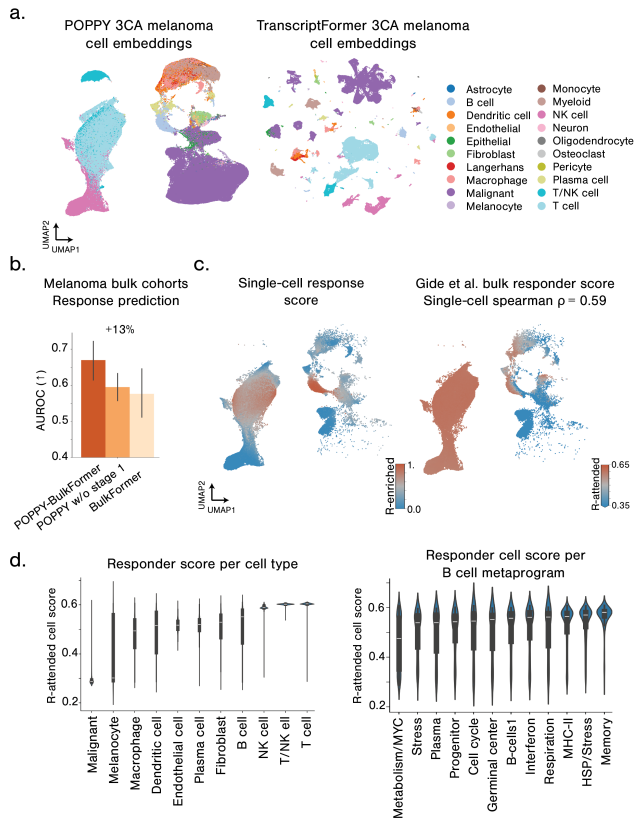 a.
POPPY 3CA melanoma
cell embeddings
TranscriptFormer 3CA melanoma
cell embeddings
Astrocyte
B cell
Dendritic cell
Endothelial
Epithelial
Fibroblast
Langerhans
Macrophage
Malignant
Melanocyte
Monocyte
Myeloid
NK cell
Neuron
Oligodendrocyte
Osteoclast
Pericyte
Plasma cell
T/NK cell
T cell
UMAP2
UMAP1
b.
Melanoma bulk cohorts
Response prediction
+13%
AUROC (↑)
0.7
0.6
0.5
0.4
POPPY-BulkFormer
POPPY w/o stage 1
BulkFormer
c.
Single-cell response
score
Gide et al. bulk responder score
Single-cell spearman ρ = 0.59
UMAP2
UMAP1
R-enriched
1.
0.0
R-attended
0.65
0.35
d.
Responder score per cell type
R-attended cell score
0.6
0.4
0.2
Malignant
Melanocyte
Macrophage
Dendritic cell
Endothelial cell
Plasma cell
Fibroblast
B cell
NK cell
T/NK ell
T cell
Responder cell score per
B cell metaprogram
R-attended cell score
0.6
0.4
0.2
Metabolism/MYC
Stress
Plasma
Progenitor
Cell cycle
Germinal center
B-cells1
Interferon
Respiration
MHC-II
HSP/Stress
Memory